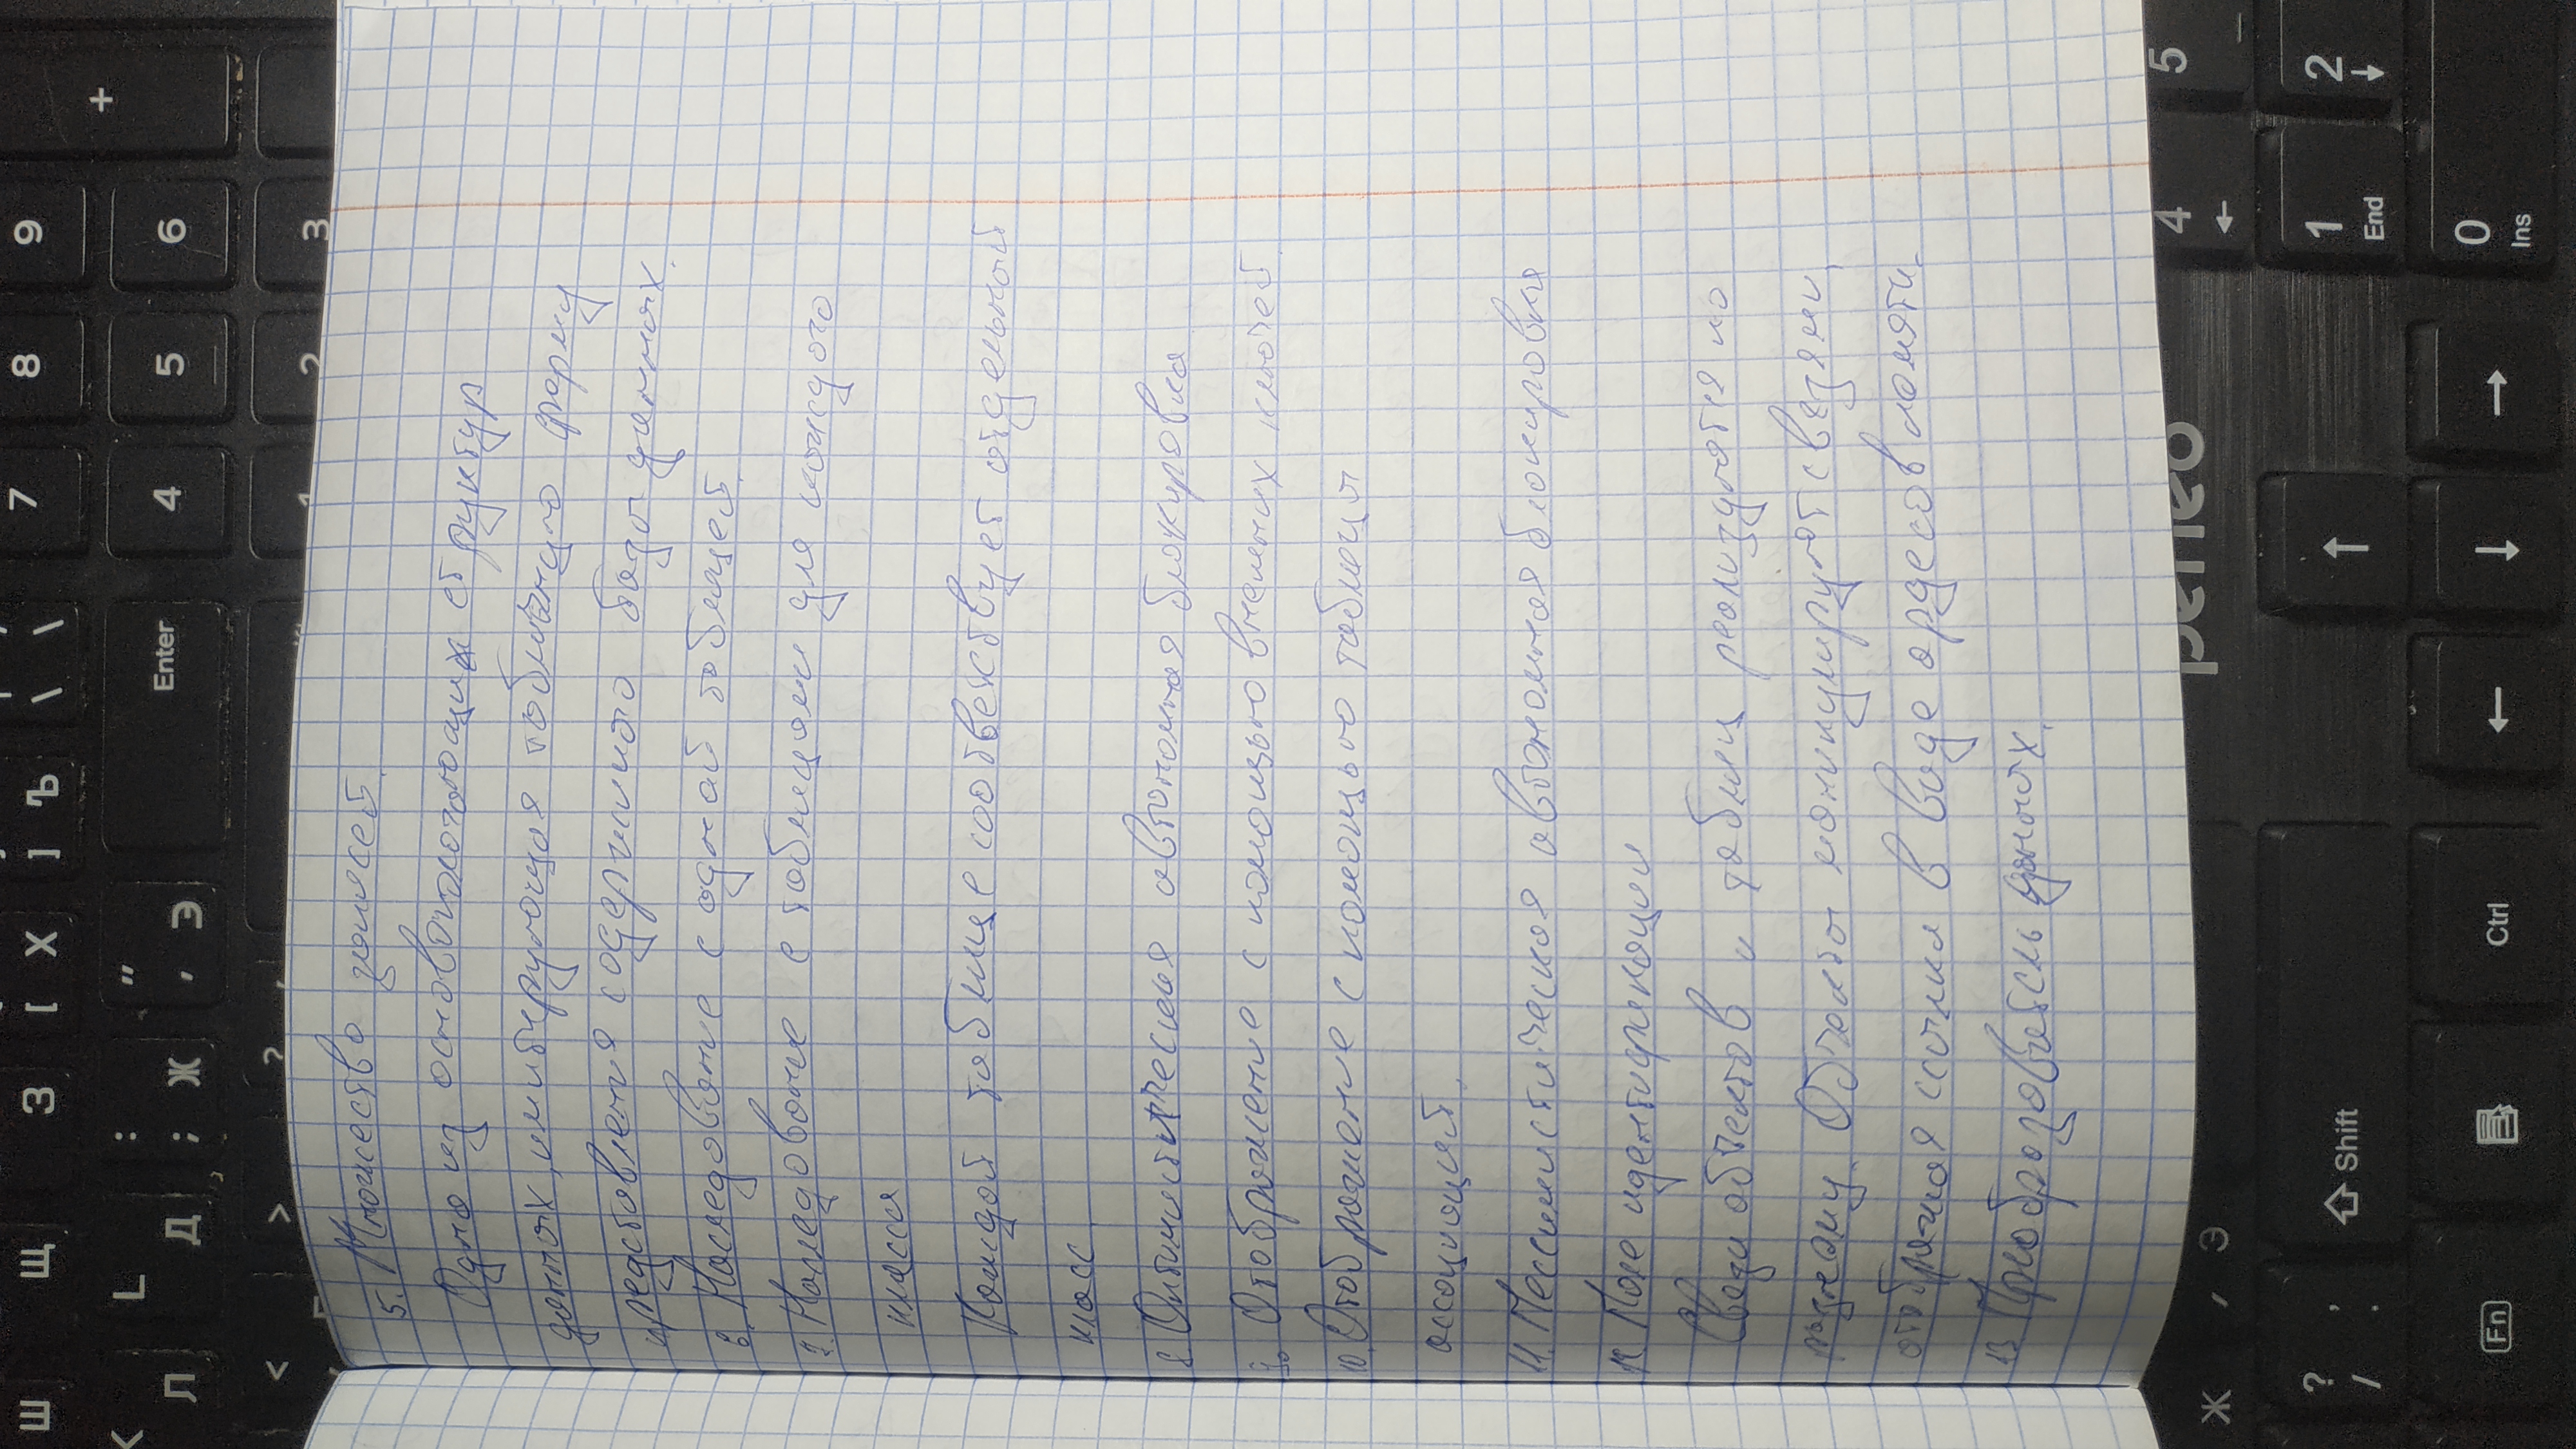 Ш Щ З [ Х ] Ъ \ \ 7 8 9
+
K L : " Enter 4 5 6
Л Д ; Ж ' Э
< > ? 1 2 3
5. Множество записей.
Одно из основополагающих структур
данных, имитирующая табличную форму
представления содержимого базы данных.
6. Наследование с одной таблицей.
7. Наследование с таблицами для каждого
класса
Каждой таблице соответствует отдельный
класс.
8. Оптимистическая автономная блокировка
9. Отображение с помощью внешних ключей.
10. Отображение с помощью таблицы
ассоциаций.
11. Пессимистическая автономная блокировка
12 Поле идентификации
Связи объектов и таблиц реализуются по
разному. Объекты манипулируют связями,
отображая ссылки в виде ардесов памяти.
13 Преобразователь данных.
perfeo
Ж ' Э 4 5
←
? , ⇧ Shift ↑ 1 2
/ . End ↓
Fn Ctrl ← ↓ → 0
Ins